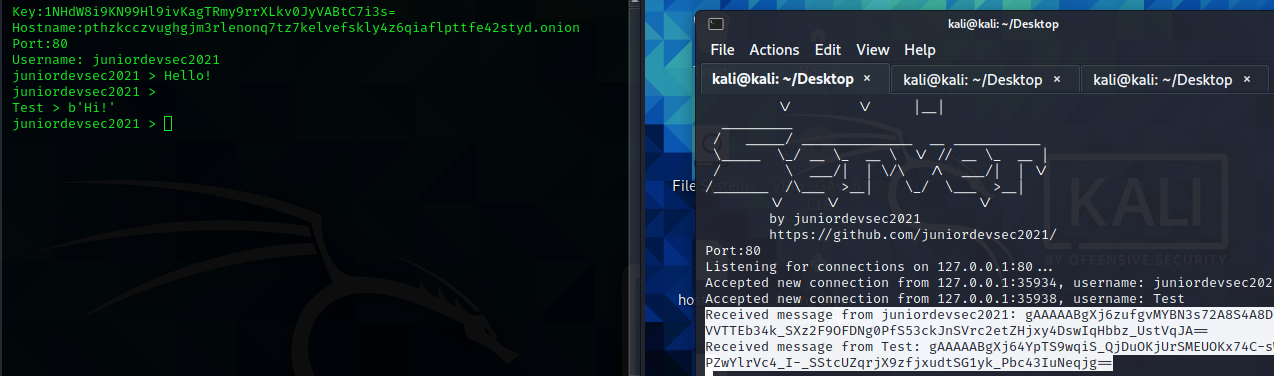 Key:1NHdW8i9KN99Hl9ivKagTRmy9rrXLkv0JyVABtC7i3s=
Hostname:pthzkcczvughgjm3rlenonq7tz7kelvefskly4z6qiaflpttfe42styd.onion
Port:80
Username: juniordevsec2021
juniordevsec2021 > Hello!
juniordevsec2021 >
Test > b'Hi!'
juniordevsec2021 >
kali@kali: ~/Desktop
File Actions Edit View Help
kali@kali: ~/Desktop × kali@kali: ~/Desktop × kali@kali: ~/Desktop ×
Server
by juniordevsec2021
https://github.com/juniordevsec2021/
Port:80
Listening for connections on 127.0.0.1:80...
Accepted new connection from 127.0.0.1:35934, username: juniordevsec202
Accepted new connection from 127.0.0.1:35938, username: Test
Received message from juniordevsec2021: gAAAAABgXj6zufgvMYBN3s72A8S4A8D
VVTTEb34k_SXz2F9OFDNg0PfS53ckJnSVrc2etZHjxy4DswIqHbbz_UstVqJA==
Received message from Test: gAAAAABgXj64YpTS9wqiS_QjDuOKjUrSMEUOKx74C-s
PZwYlrVc4_I-_SStcUZqrjX9zfjxudtSG1yk_Pbc43IuNeqjg==
File
ho
KALI
BY OFFENSIVE SECURITY